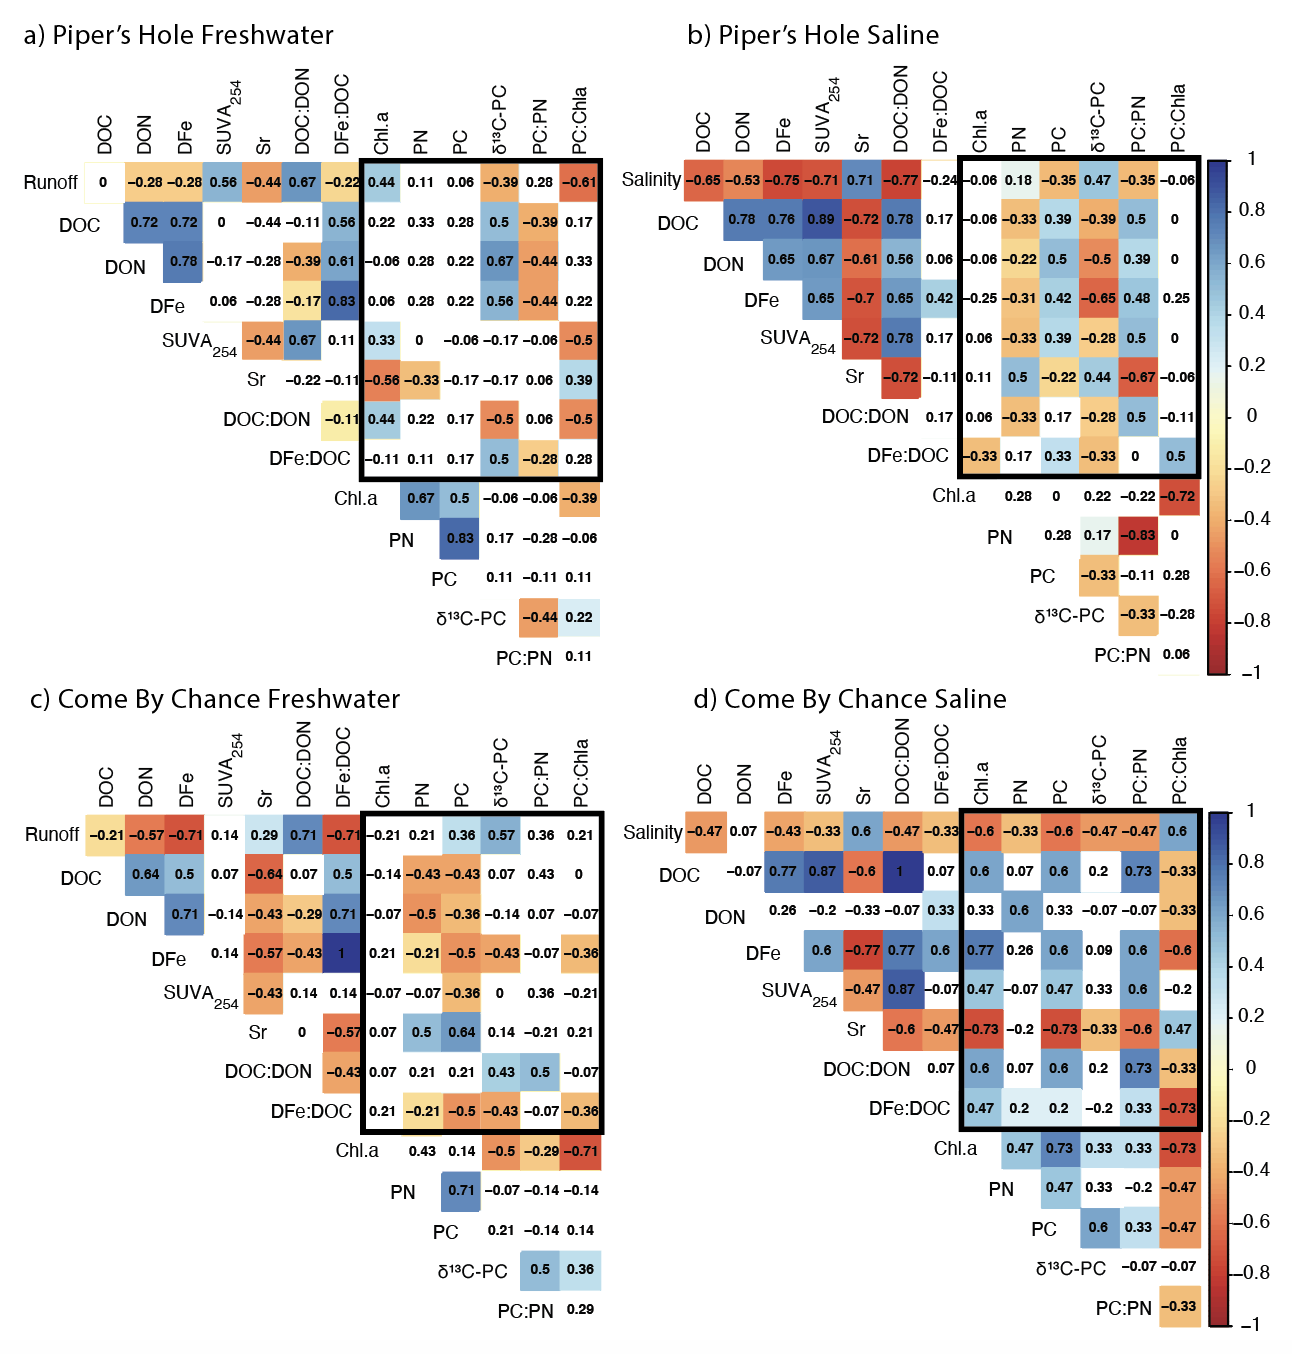 a) Piper's Hole Freshwater
DOC DON DFe SUVA254 Sr DOC:DON DFe:DOC Chl.a PN PC δ¹³C-PC PC:PN PC:Chla
Runoff 0 −0.28 −0.28 0.56 −0.44 0.67 −0.22 0.44 0.11 0.06 −0.39 0.28 −0.61
DOC 0.72 0.72 0 −0.44 −0.11 0.56 0.22 0.33 0.28 0.5 −0.39 0.17
DON 0.78 −0.17 −0.28 −0.39 0.61 −0.06 0.28 0.22 0.67 −0.44 0.33
DFe 0.06 −0.28 −0.17 0.83 0.06 0.28 0.22 0.56 −0.44 0.22
SUVA254 −0.44 0.67 0.11 0.33 0 −0.06 −0.17 −0.06 −0.5
Sr −0.22 −0.11 −0.56 −0.33 −0.17 −0.17 0.06 0.39
DOC:DON −0.11 0.44 0.22 0.17 −0.5 0.06 −0.5
DFe:DOC −0.11 0.11 0.17 0.5 −0.28 0.28
Chl.a 0.67 0.5 −0.06 −0.06 −0.39
PN 0.83 0.17 −0.28 −0.06
PC 0.11 −0.11 0.11
δ¹³C-PC −0.44 0.22
PC:PN 0.11
b) Piper's Hole Saline
DOC DON DFe SUVA254 Sr DOC:DON DFe:DOC Chl.a PN PC δ¹³C-PC PC:PN PC:Chla
Salinity −0.65 −0.53 −0.75 −0.71 0.71 −0.77 −0.24 −0.06 0.18 −0.35 0.47 −0.35 −0.06
DOC 0.78 0.76 0.89 −0.72 0.78 0.17 −0.06 −0.33 0.39 −0.39 0.5 0
DON 0.65 0.67 −0.61 0.56 0.06 −0.06 −0.22 0.5 −0.5 0.39 0
DFe 0.65 −0.7 0.65 0.42 −0.25 −0.31 0.42 −0.65 0.48 0.25
SUVA254 −0.72 0.78 0.17 0.06 −0.33 0.39 −0.28 0.5 0
Sr −0.72 −0.11 0.11 0.5 −0.22 0.44 −0.67 −0.06
DOC:DON 0.17 0.06 −0.33 0.17 −0.28 0.5 −0.11
DFe:DOC −0.33 0.17 0.33 −0.33 0 0.5
Chl.a 0.28 0 0.22 −0.22 −0.72
PN 0.28 0.17 −0.83 0
PC −0.33 −0.11 0.28
δ¹³C-PC −0.33 −0.28
PC:PN 0.06
1
0.8
0.6
0.4
0.2
0
−0.2
−0.4
−0.6
−0.8
−1
c) Come By Chance Freshwater
DOC DON DFe SUVA254 Sr DOC:DON DFe:DOC Chl.a PN PC δ¹³C-PC PC:PN PC:Chla
Runoff −0.21 −0.57 −0.71 0.14 0.29 0.71 −0.71 −0.21 0.21 0.36 0.57 0.36 0.21
DOC 0.64 0.5 0.07 −0.64 0.07 0.5 −0.14 −0.43 −0.43 0.07 0.43 0
DON 0.71 −0.14 −0.43 −0.29 0.71 −0.07 −0.5 −0.36 −0.14 0.07 −0.07
DFe 0.14 −0.57 −0.43 1 0.21 −0.21 −0.5 −0.43 −0.07 −0.36
SUVA254 −0.43 0.14 0.14 −0.07 −0.07 −0.36 0 0.36 −0.21
Sr 0 −0.57 0.07 0.5 0.64 0.14 −0.21 0.21
DOC:DON −0.43 0.07 0.21 0.21 0.43 0.5 −0.07
DFe:DOC 0.21 −0.21 −0.5 −0.43 −0.07 −0.36
Chl.a 0.43 0.14 −0.5 −0.29 −0.71
PN 0.71 −0.07 −0.14 −0.14
PC 0.21 −0.14 0.14
δ¹³C-PC 0.5 0.36
PC:PN 0.29
d) Come By Chance Saline
DOC DON DFe SUVA254 Sr DOC:DON DFe:DOC Chl.a PN PC δ¹³C-PC PC:PN PC:Chla
Salinity −0.47 0.07 −0.43 −0.33 0.6 −0.47 −0.33 −0.6 −0.33 −0.6 −0.47 −0.47 0.6
DOC −0.07 0.77 0.87 −0.6 1 0.07 0.6 0.07 0.6 0.2 0.73 −0.33
DON 0.26 −0.2 −0.33 −0.07 0.33 0.33 0.6 0.33 −0.07 −0.07 −0.33
DFe 0.6 −0.77 0.77 0.6 0.77 0.26 0.6 0.09 0.6 −0.6
SUVA254 −0.47 0.87 −0.07 0.47 −0.07 0.47 0.33 0.6 −0.2
Sr −0.6 −0.47 −0.73 −0.2 −0.73 −0.33 −0.6 0.47
DOC:DON 0.07 0.6 0.07 0.6 0.2 0.73 −0.33
DFe:DOC 0.47 0.2 0.2 −0.2 0.33 −0.73
Chl.a 0.47 0.73 0.33 0.33 −0.73
PN 0.47 0.33 −0.2 −0.47
PC 0.6 0.33 −0.47
δ¹³C-PC −0.07 −0.07
PC:PN −0.33
1
0.8
0.6
0.4
0.2
0
−0.2
−0.4
−0.6
−0.8
−1